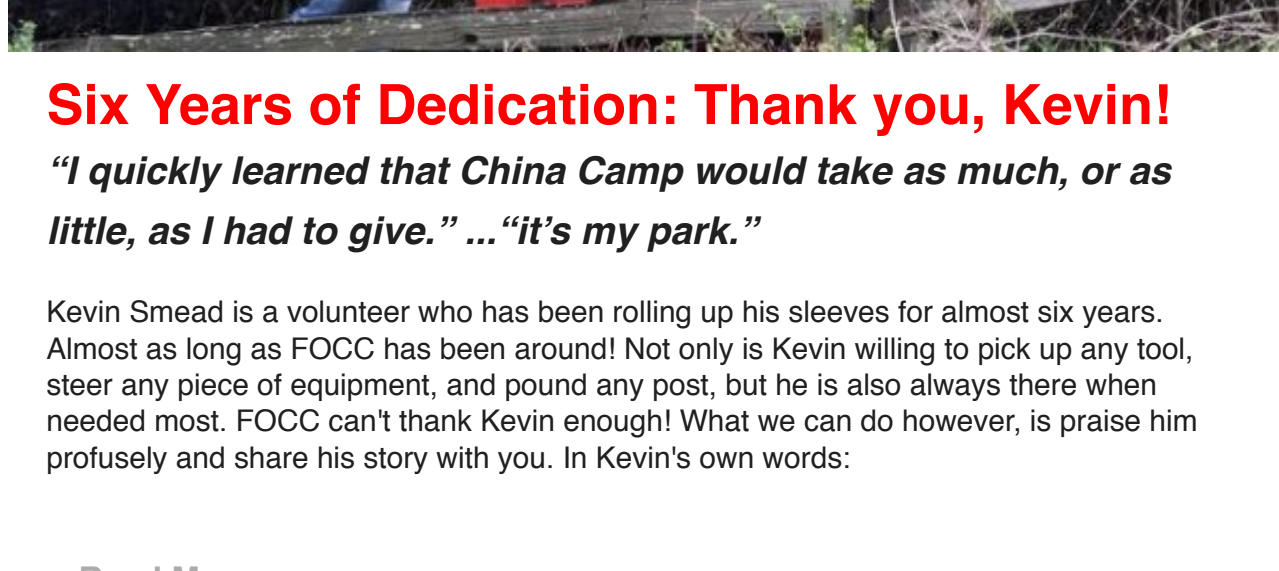 Six Years of Dedication: Thank you, Kevin!
“I quickly learned that China Camp would take as much, or as
little, as I had to give.” ...“it’s my park.”
Kevin Smead is a volunteer who has been rolling up his sleeves for almost six years.
Almost as long as FOCC has been around! Not only is Kevin willing to pick up any tool,
steer any piece of equipment, and pound any post, but he is also always there when
needed most. FOCC can't thank Kevin enough! What we can do however, is praise him
profusely and share his story with you. In Kevin's own words: